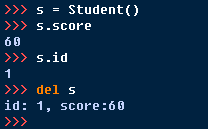 >>> s = Student()
>>> s.score
60
>>> s.id
1
>>> del s
id: 1, score:60
>>>